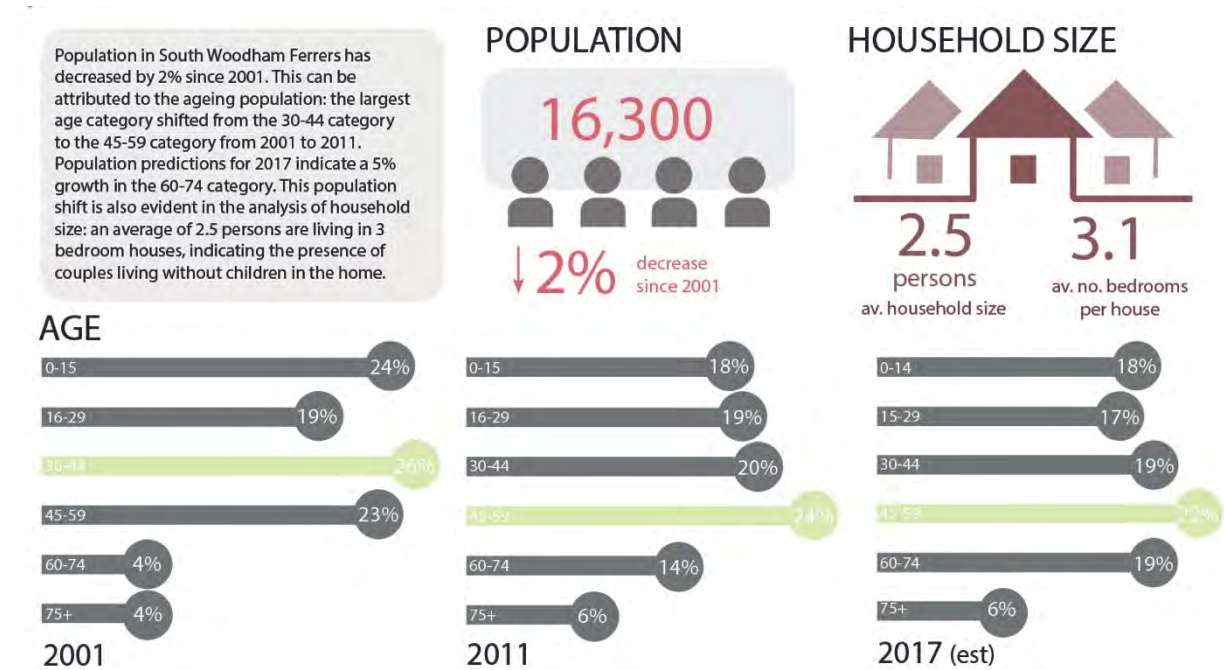 Population in South Woodham Ferrers has
decreased by 2% since 2001. This can be
attributed to the ageing population: the largest
age category shifted from the 30-44 category
to the 45-59 category from 2001 to 2011.
Population predictions for 2017 indicate a 5%
growth in the 60-74 category. This population
shift is also evident in the analysis of household
size: an average of 2.5 persons are living in 3
bedroom houses, indicating the presence of
couples living without children in the home.
POPULATION
16,300
2%
decrease
since 2001
HOUSEHOLD SIZE
2.5
persons
av. household size
3.1
av. no. bedrooms
per house
AGE
0-15 24%
16-29 19%
30-44 26%
45-59 23%
60-74 4%
75+ 4%
2001
0-15 18%
16-29 19%
30-44 20%
45-59 24%
60-74 14%
75+ 6%
2011
0-14 18%
15-29 17%
30-44 19%
45-59 22%
60-74 19%
75+ 6%
2017 (est)